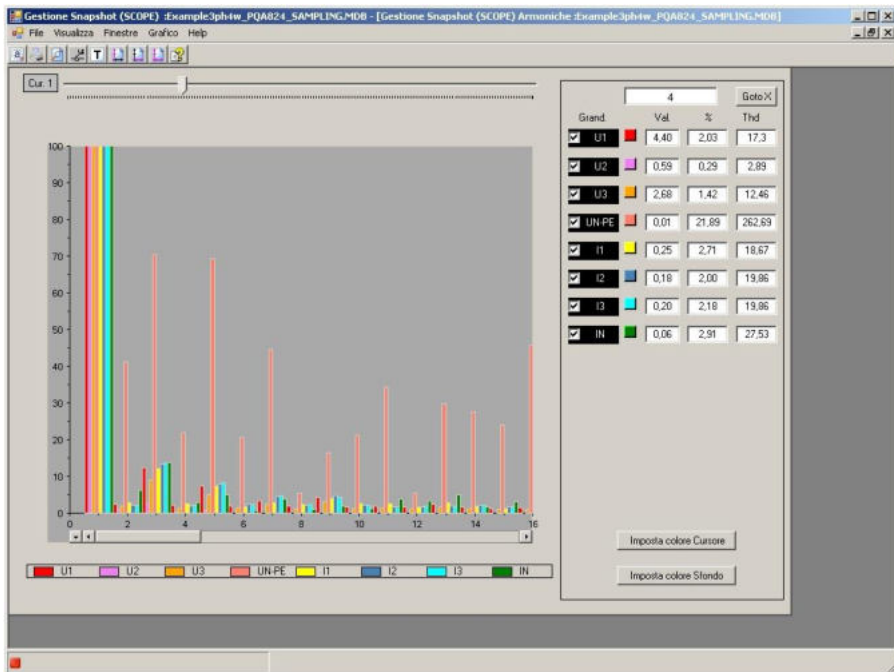 Gestione Snapshot (SCOPE) :Example3ph4w_PQA824_SAMPLING.MDB - [Gestione Snapshot (SCOPE) Armoniche :Example3ph4w_PQA824_SAMPLING.MDB]
File Visualizza Finestre Grafico Help
T
Cur. 1
4 Goto X
Grand. Val. % Thd
U1 4,40 2,03 17,3
U2 0,59 0,29 2,89
U3 2,68 1,42 12,46
UN-PE 0,01 21,89 262,69
I1 0,25 2,71 18,67
I2 0,18 2,00 19,86
I3 0,20 2,18 19,86
IN 0,06 2,91 27,53
100
90
80
70
60
50
40
30
20
10
0
0 2 4 6 8 10 12 14 16
U1 U2 U3 UN-PE I1 I2 I3 IN
Imposta colore Cursore
Imposta colore Sfondo